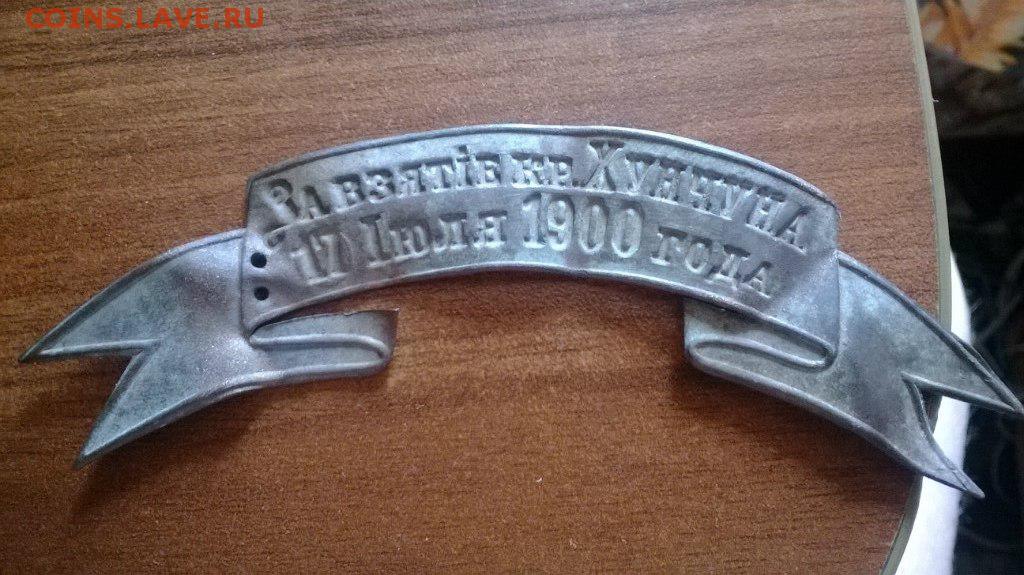 COINS.LAVE.RU
За взятіе кр. Хунчуна
17 Іюля 1900 года